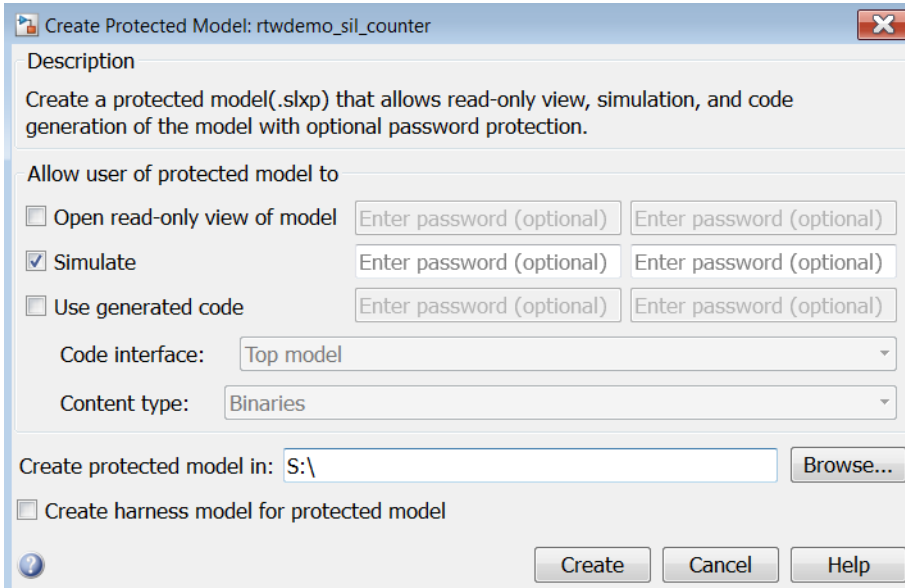 Create Protected Model: rtwdemo_sil_counter
Description
Create a protected model(.slxp) that allows read-only view, simulation, and code
generation of the model with optional password protection.
Allow user of protected model to
Open read-only view of model Enter password (optional) Enter password (optional)
Simulate Enter password (optional) Enter password (optional)
Use generated code Enter password (optional) Enter password (optional)
Code interface: Top model
Content type: Binaries
Create protected model in: S:\ Browse...
Create harness model for protected model
? Create Cancel Help